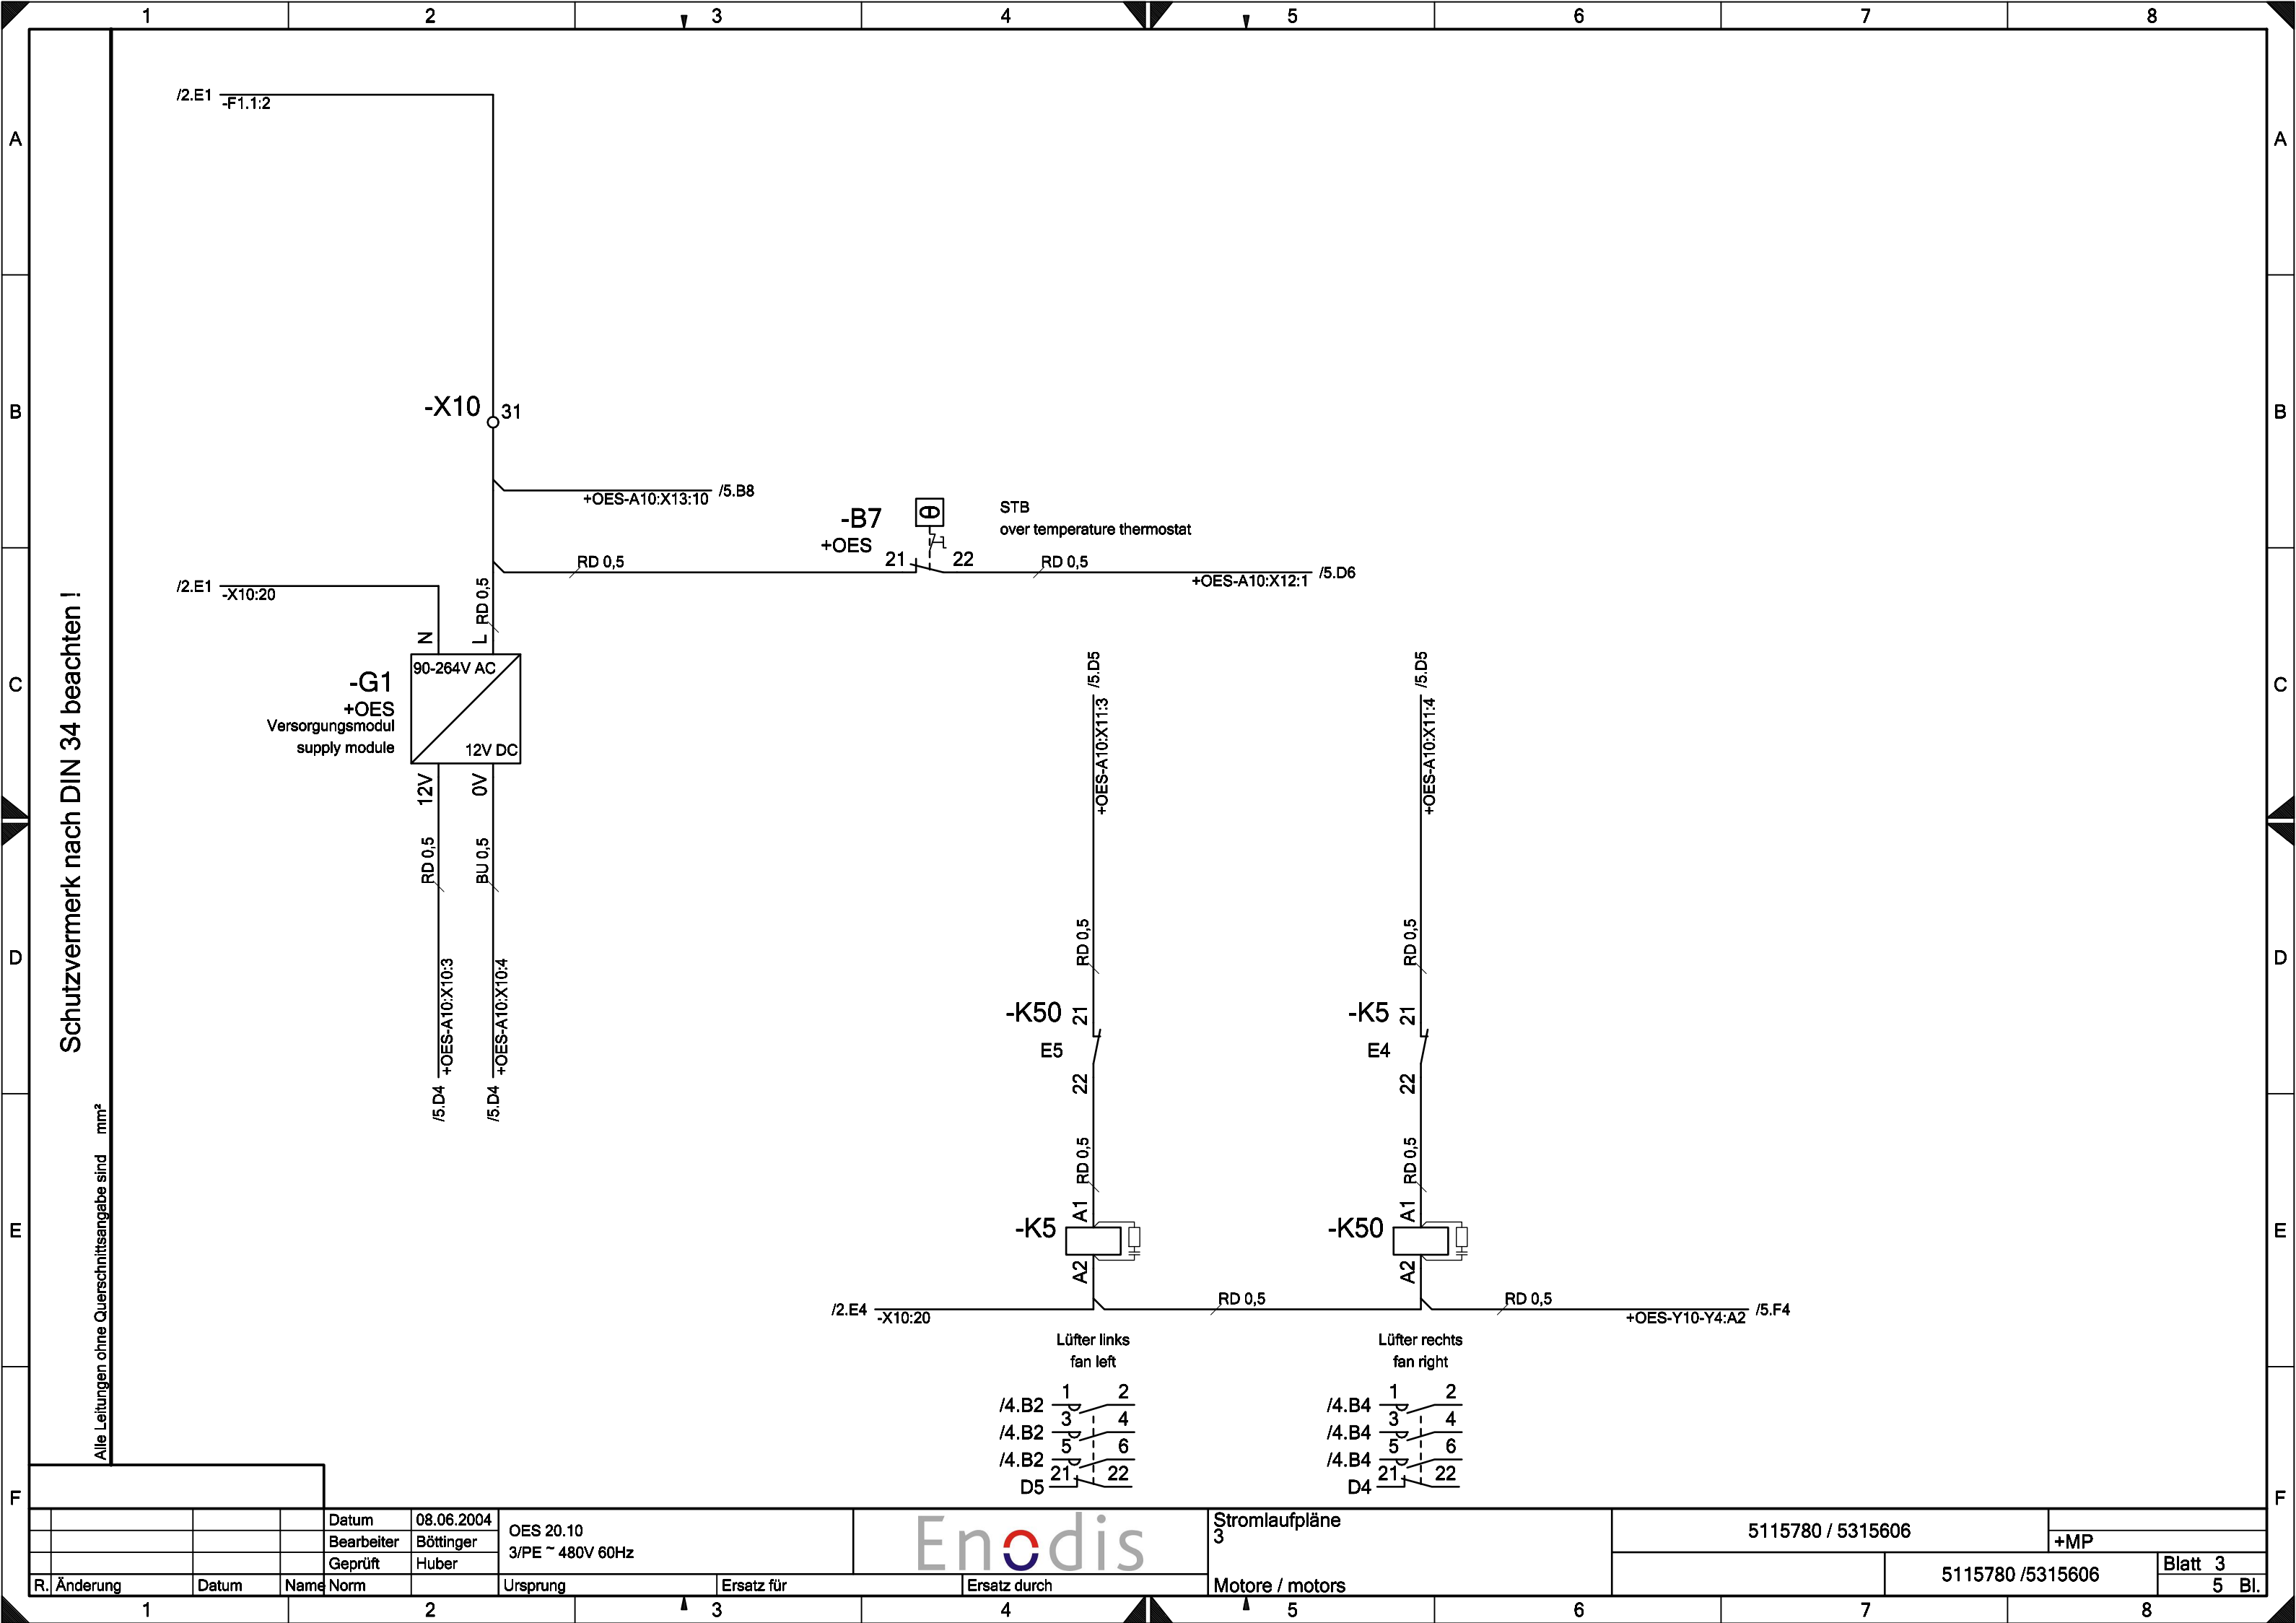 1 2 3 4 5 6 7 8
A A
B B
C C
D D
E E
F F
Schutzvermerk nach DIN 34 beachten !
Alle Leitungen ohne Querschnittsangabe sind mm²
/2.E1 -F1.1:2
-X10 31
+OES-A10:X13:10 /5.B8
-B7
+OES
STB
over temperature thermostat
RD 0,5 21 22 RD 0,5
+OES-A10:X12:1 /5.D6
/2.E1 -X10:20
RD 0,5
N L
90-264V AC
-G1
+OES
Versorgungsmodul
supply module
12V DC
12V 0V
RD 0,5 BU 0,5
+OES-A10:X10:3 +OES-A10:X10:4
/5.D4 /5.D4
/5.D5 /5.D5
+OES-A10:X11:3 +OES-A10:X11:4
RD 0,5 RD 0,5
-K50 21 -K5 21
E5 E4
22 22
RD 0,5 RD 0,5
A1 A1
-K5 -K50
A2 A2
/2.E4 -X10:20 RD 0,5 RD 0,5 +OES-Y10-Y4:A2 /5.F4
Lüfter links Lüfter rechts
fan left fan right
/4.B2 1 2 /4.B4 1 2
/4.B2 3 4 /4.B4 3 4
/4.B2 5 6 /4.B4 5 6
D5 21 22 D4 21 22
Datum 08.06.2004
Bearbeiter Böttinger
Geprüft Huber
R. Änderung Datum Name Norm
OES 20.10
3/PE ~ 480V 60Hz
Ursprung Ersatz für Ersatz durch
Enodis
Stromlaufpläne
3
Motore / motors
5115780 / 5315606
+MP
5115780 /5315606
Blatt 3
5 Bl.
1 2 3 4 5 6 7 8